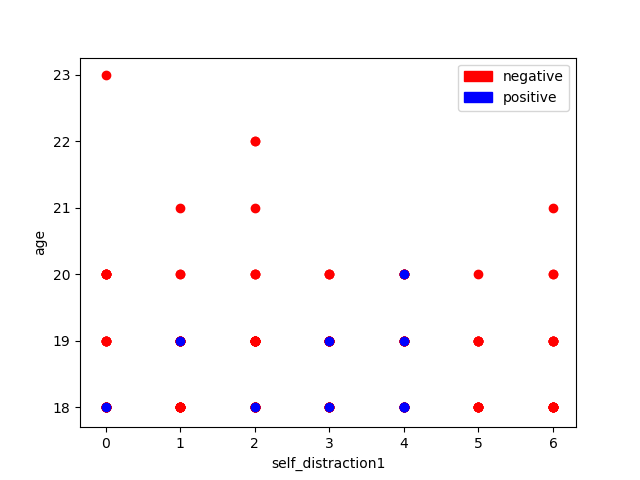 23
22
21
20
19
18
age
0 1 2 3 4 5 6
self_distraction1
negative
positive